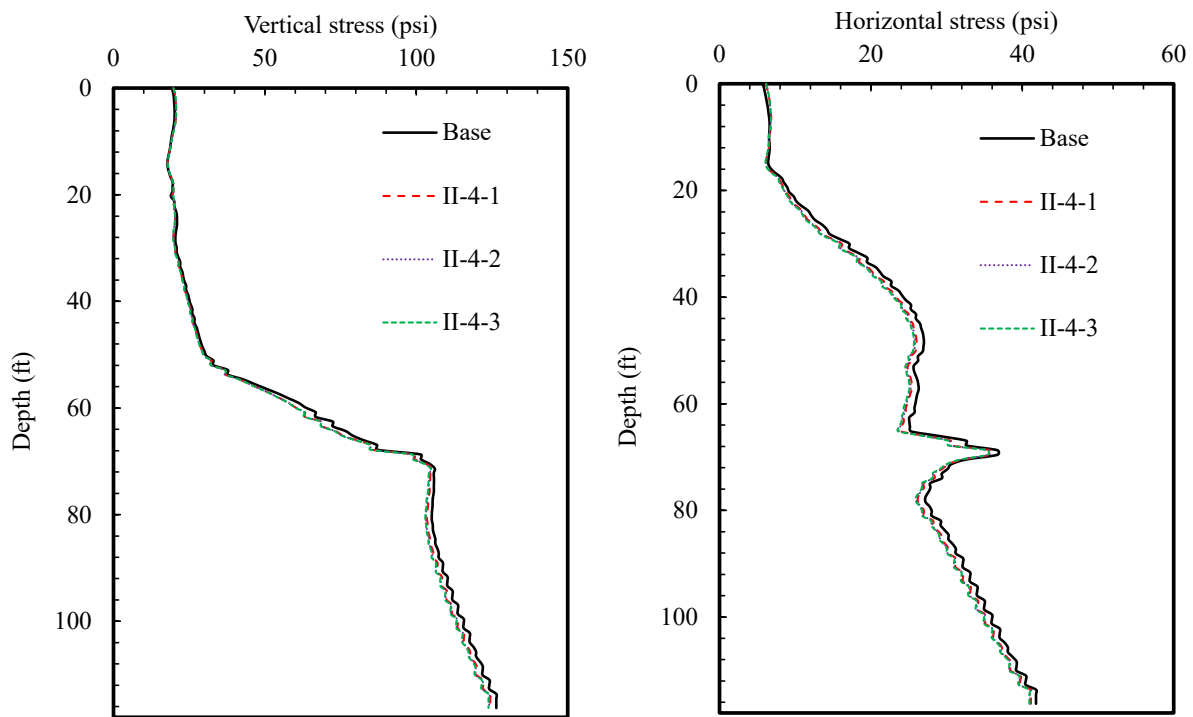 Vertical stress (psi)
0 50 100 150
0
20
40
60
80
100
Depth (ft)
Base
II-4-1
II-4-2
II-4-3
Horizontal stress (psi)
0 20 40 60
0
20
40
60
80
100
Depth (ft)
Base
II-4-1
II-4-2
II-4-3